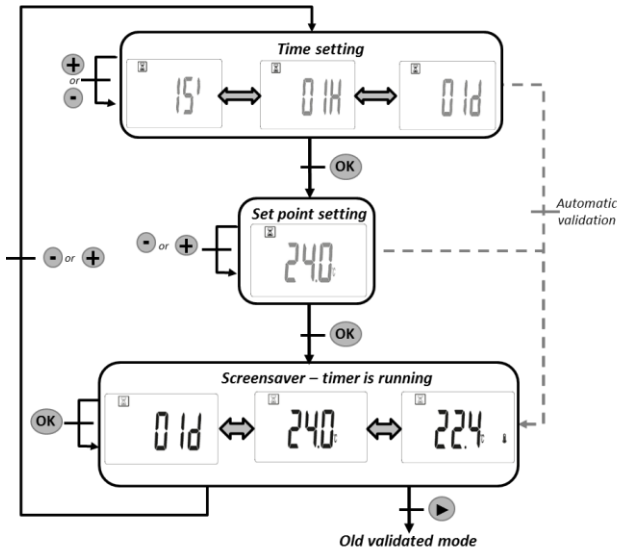 Time setting
+
or
-
15'
01H
01d
OK
Automatic
validation
Set point setting
- or +
24.0°C
- or +
OK
Screensaver – timer is running
OK
01d
24.0°C
22.4°C
Old validated mode